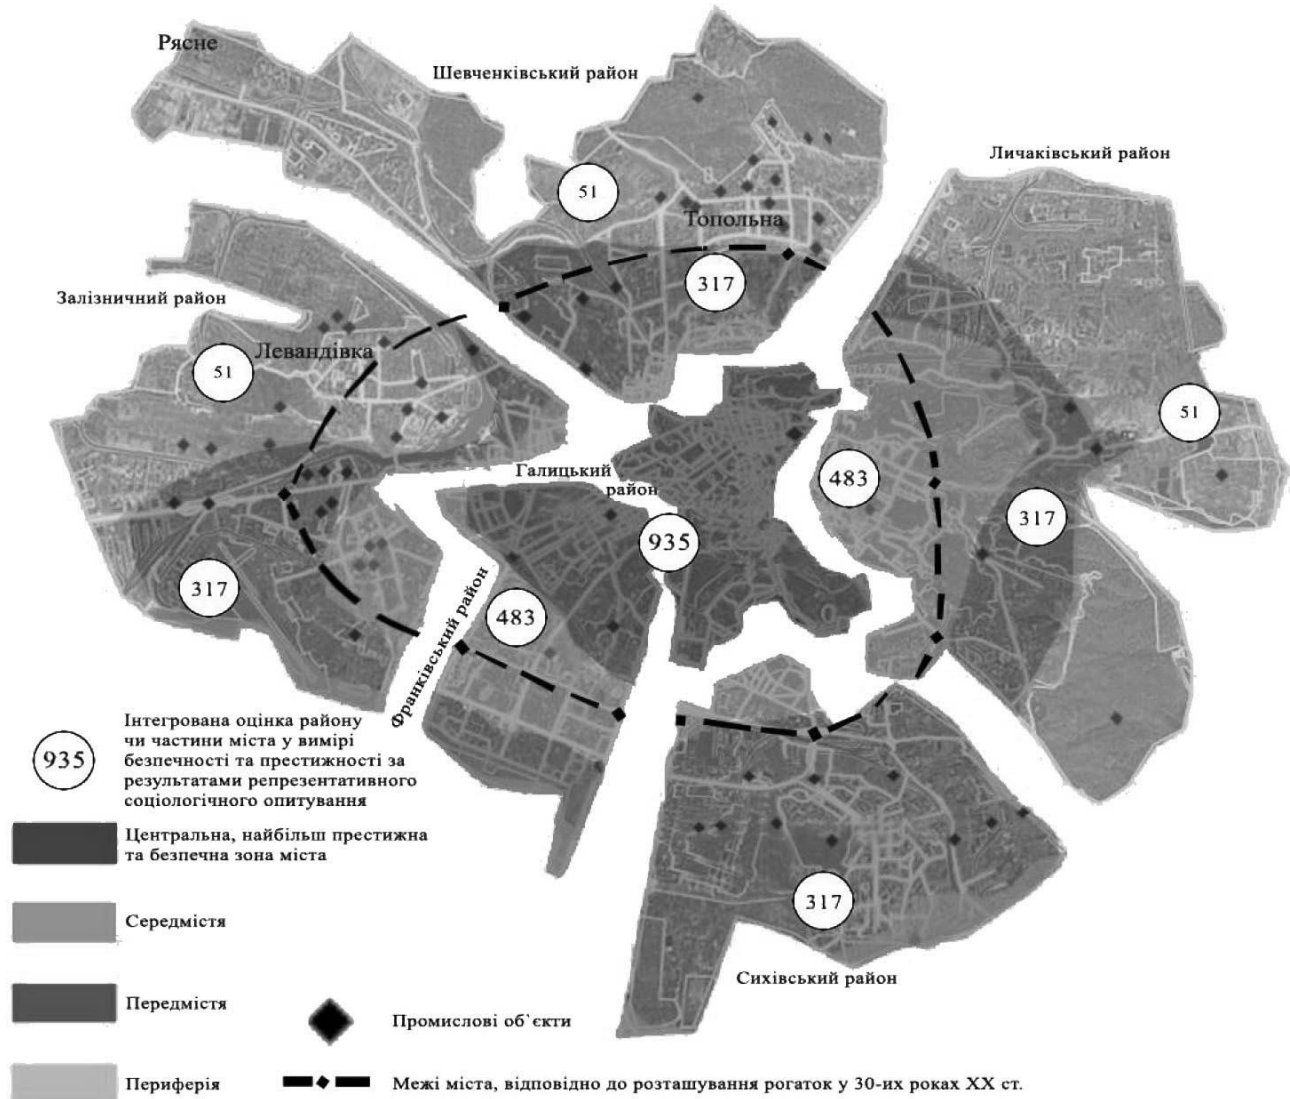 Рясне
Шевченківський район
Личаківський район
51
Топольна
317
Залізничний район
Левандівка
51
51
Галицький
район
483
317
935
317
Франківський район
483
935
Інтегрована оцінка району
чи частини міста у вимірі
безпечності та престижності за
результатами репрезентативного
соціологічного опитування
Центральна, найбільш престижна
та безпечна зона міста
317
Середмістя
Сихівський район
Передмістя
Промислові об`єкти
Периферія
Межі міста, відповідно до розташування рогаток у 30-их роках XX ст.